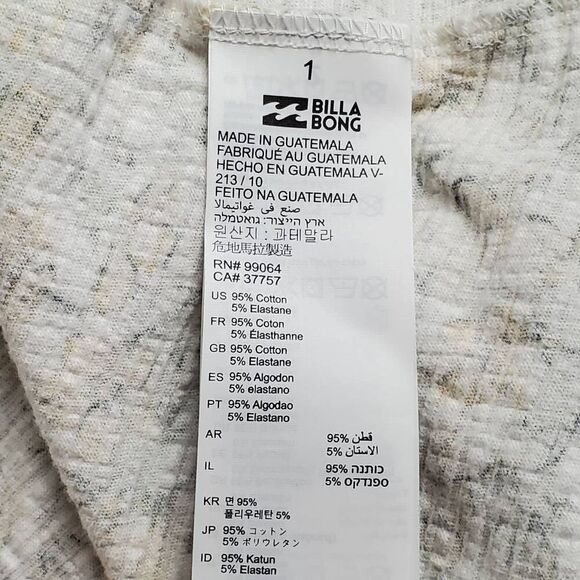 1
BILLA
BONG
MADE IN GUATEMALA
FABRIQUÉ AU GUATEMALA
HECHO EN GUATEMALA V-
213 / 10
FEITO NA GUATEMALA
صنع في غواتيمالا
ארץ הייצור: גואטמלה
원산지 : 과테말라
危地馬拉製造
RN# 99064
CA# 37757
US 95% Cotton
5% Elastane
FR 95% Coton
5% Élasthanne
GB 95% Cotton
5% Elastane
ES 95% Algodon
5% elastano
PT 95% Algodao
5% Elastano
AR 95% قطن
5% الاستان
IL 95% כותנה
5% ספנדקס
KR 면 95%
폴리우레탄 5%
JP 95% コットン
5% ポリウレタン
ID 95% Katun
5% Elastan